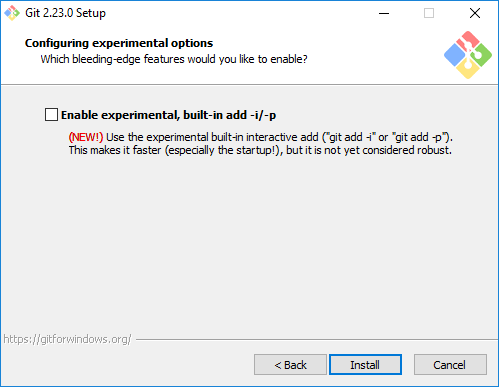 Git 2.23.0 Setup
Configuring experimental options
Which bleeding-edge features would you like to enable?
Enable experimental, built-in add -i/-p
(NEW!) Use the experimental built-in interactive add ("git add -i" or "git add -p").
This makes it faster (especially the startup!), but it is not yet considered robust.
https://gitforwindows.org/
< Back
Install
Cancel